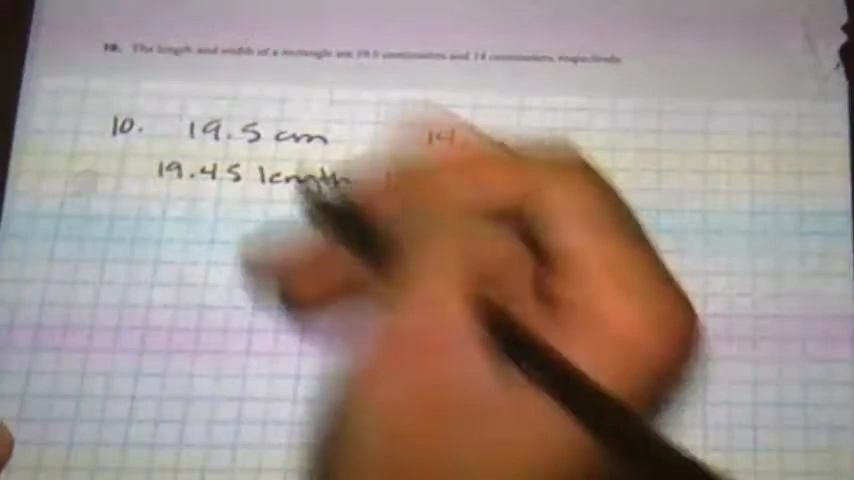 10. The length and width of a rectangle are 19.5 centimeters and 14 centimeters, respectively.
10. 19.5 cm 14
19.45 length